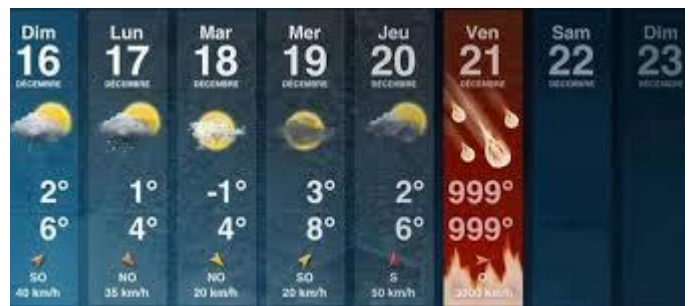 Dim Lun Mar Mer Jeu Ven Sam Dim
16 17 18 19 20 21 22 23
DÉCEMBRE DÉCEMBRE DÉCEMBRE DÉCEMBRE DÉCEMBRE DÉCEMBRE DÉCEMBRE DÉCEMBRE
2° 1° -1° 3° 2° 999°
6° 4° 4° 8° 6° 999°
SO NO NO SO S O
40 km/h 35 km/h 20 km/h 20 km/h 50 km/h 3000 km/h